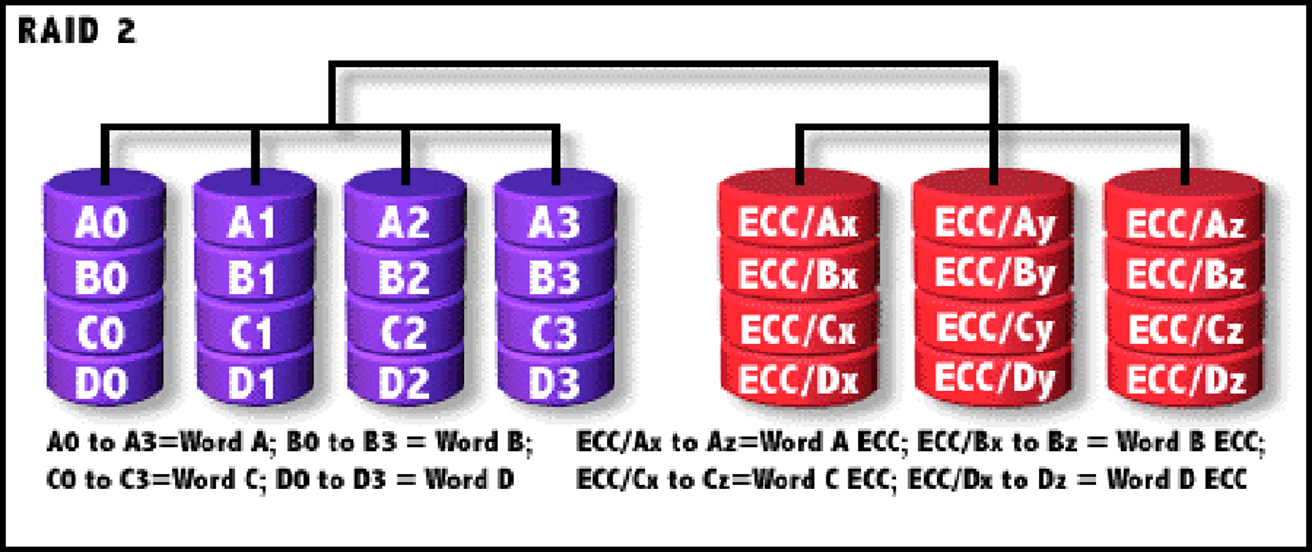 RAID 2
A0 A1 A2 A3 ECC/Ax ECC/Ay ECC/Az
B0 B1 B2 B3 ECC/Bx ECC/By ECC/Bz
C0 C1 C2 C3 ECC/Cx ECC/Cy ECC/Cz
D0 D1 D2 D3 ECC/Dx ECC/Dy ECC/Dz
A0 to A3=Word A; B0 to B3 = Word B;
C0 to C3=Word C; D0 to D3 = Word D
ECC/Ax to Az=Word A ECC; ECC/Bx to Bz = Word B ECC;
ECC/Cx to Cz=Word C ECC; ECC/Dx to Dz = Word D ECC